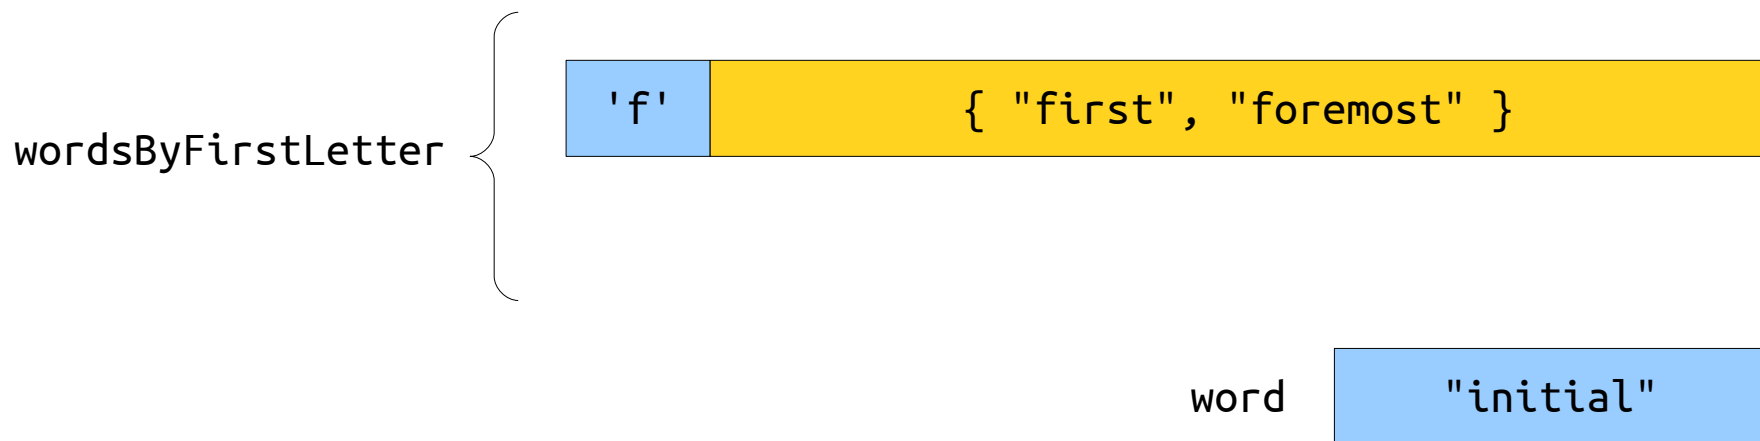 'f' { "first", "foremost" }
wordsByFirstLetter
word "initial"